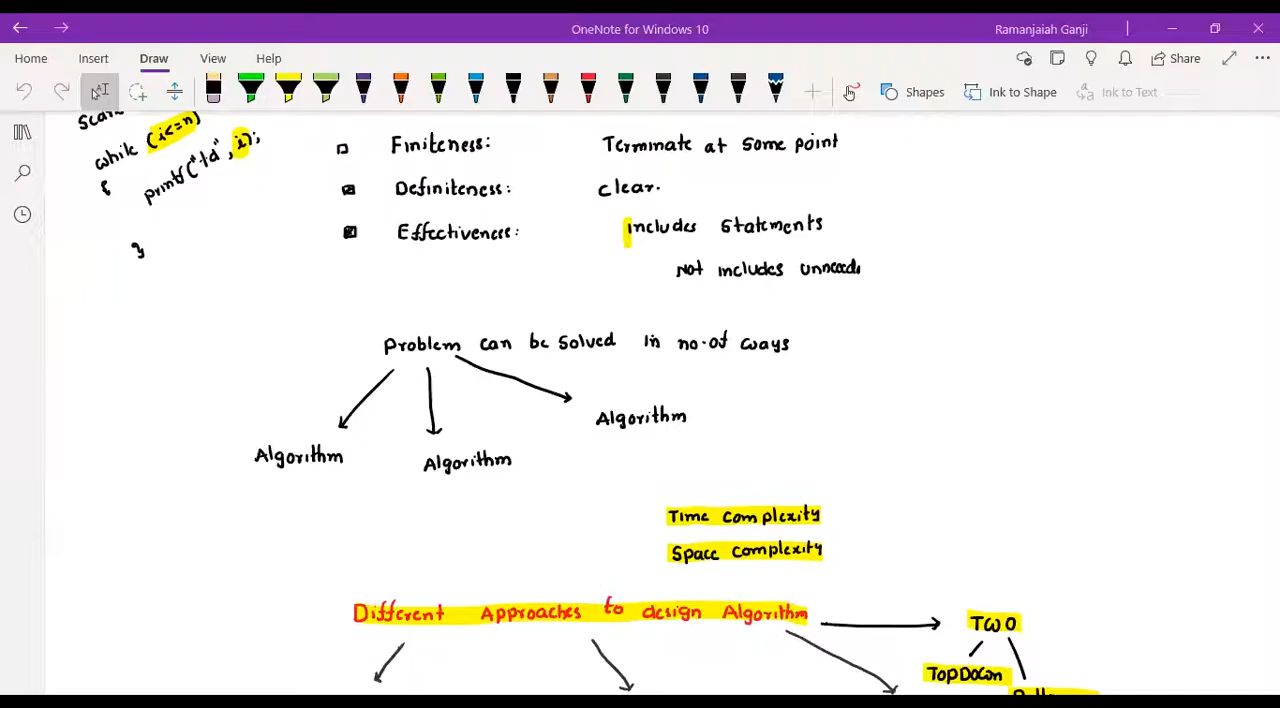 OneNote for Windows 10
Ramanjaiah Ganji
Home Insert Draw View Help
Share
Shapes
Ink to Shape
Ink to Text
while (i<=n)
{ printf("%d", i);
}
Finiteness: Terminate at some point
Definiteness: clear.
Effectiveness: includes statements
Not includes unneeds
Problem can be solved in no.of ways
Algorithm
Algorithm
Algorithm
Time complexity
Space complexity
Different Approaches to design Algorithm
TWO
TopDown